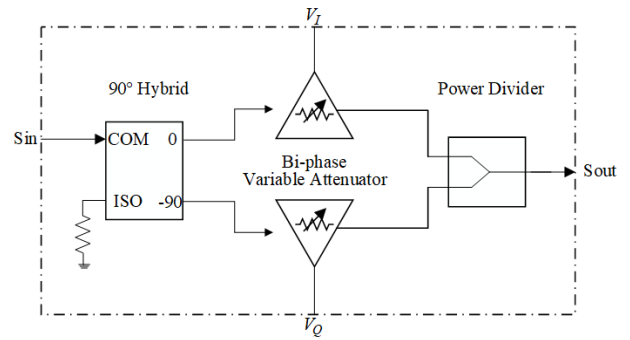 V_I
90° Hybrid
Power Divider
Sin
COM 0
Bi-phase
Variable Attenuator
Sout
ISO -90
V_Q